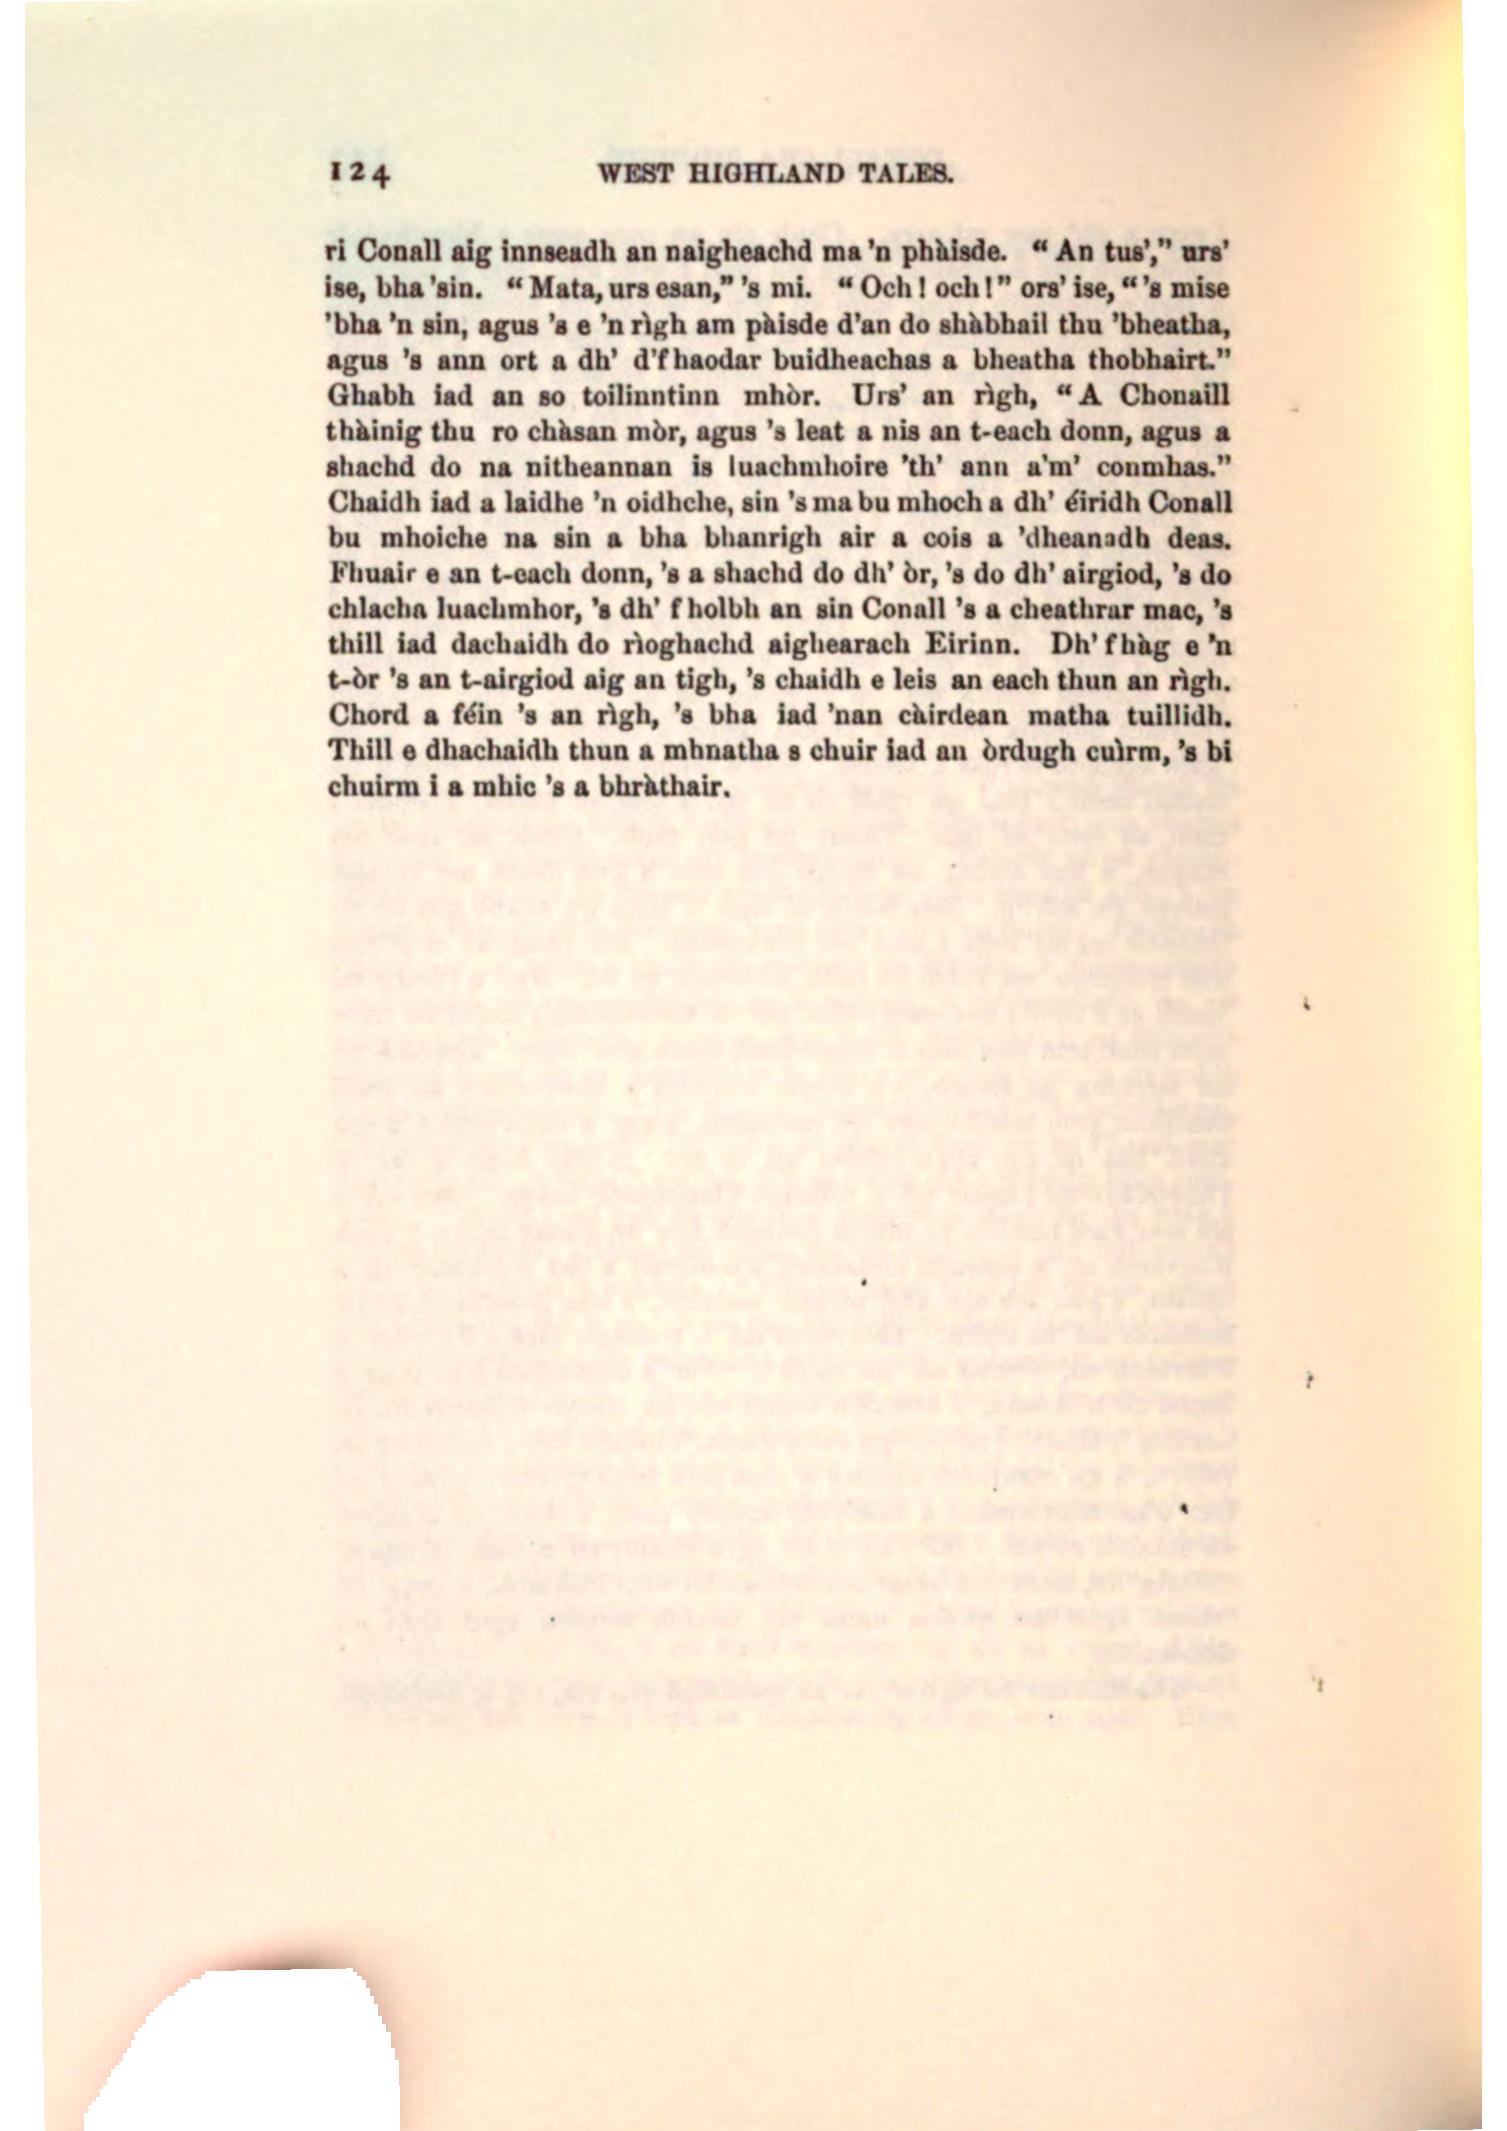 124 WEST HIGHLAND TALES.
ri Conall aig innseadh an naigheachd ma 'n phàisde. “ An tus’,” urs’
ise, bha 'sin. “ Mata, urs esan,” 's mi. “ Och ! och !” ors’ ise, “ 's mise
'bha 'n sin, agus 's e 'n rìgh am pàisde d'an do shàbhail thu 'bheatha,
agus 's ann ort a dh' d'fhaodar buidheachas a bheatha thobhairt.”
Ghabh iad an so toilinntinn mhòr. Urs’ an rìgh, “ A Chonaill
thàinig thu ro chàsan mòr, agus 's leat a nis an t-each donn, agus a
shachd do na nitheannan is luachmhoire 'th' ann a'm' conmhas.”
Chaidh iad a laidhe 'n oidhche, sin 's ma bu mhoch a dh' éiridh Conall
bu mhoiche na sin a bha bhanrigh air a cois a 'dheanadh deas.
Fhuair e an t-each donn, 's a shachd do dh' òr, 's do dh' airgiod, 's do
chlacha luachmhor, 's dh' fholbh an sin Conall 's a cheathrar mac, 's
thill iad dachaidh do rìoghachd aighearach Eirinn. Dh' fhàg e 'n
t-òr 's an t-airgiod aig an tigh, 's chaidh e leis an each thun an rìgh.
Chord a féin 's an rìgh, 's bha iad 'nan càirdean matha tuillidh.
Thill e dhachaidh thun a mhnatha s chuir iad an òrdugh cuìrm, 's bi
chuirm i a mhic 's a bhràthair.